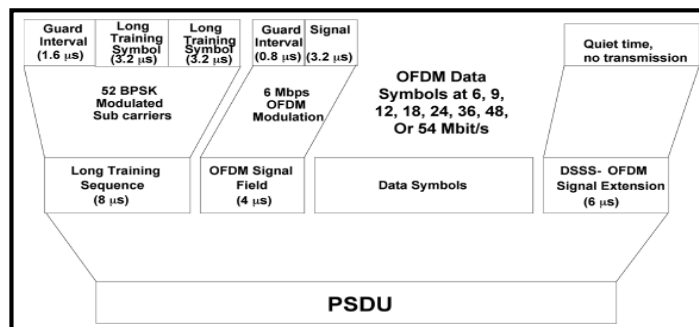 Guard
Interval
(1.6 µs)
Long
Training
Symbol
(3.2 µs)
Long
Training
Symbol
(3.2 µs)
Guard
Interval
(0.8 µs)
Signal
(3.2 µs)
Quiet time,
no transmission
52 BPSK
Modulated
Sub carriers
6 Mbps
OFDM
Modulation
OFDM Data
Symbols at 6, 9,
12, 18, 24, 36, 48,
Or 54 Mbit/s
Long Training
Sequence
(8 µs)
OFDM Signal
Field
(4 µs)
Data Symbols
DSSS- OFDM
Signal Extension
(6 µs)
PSDU